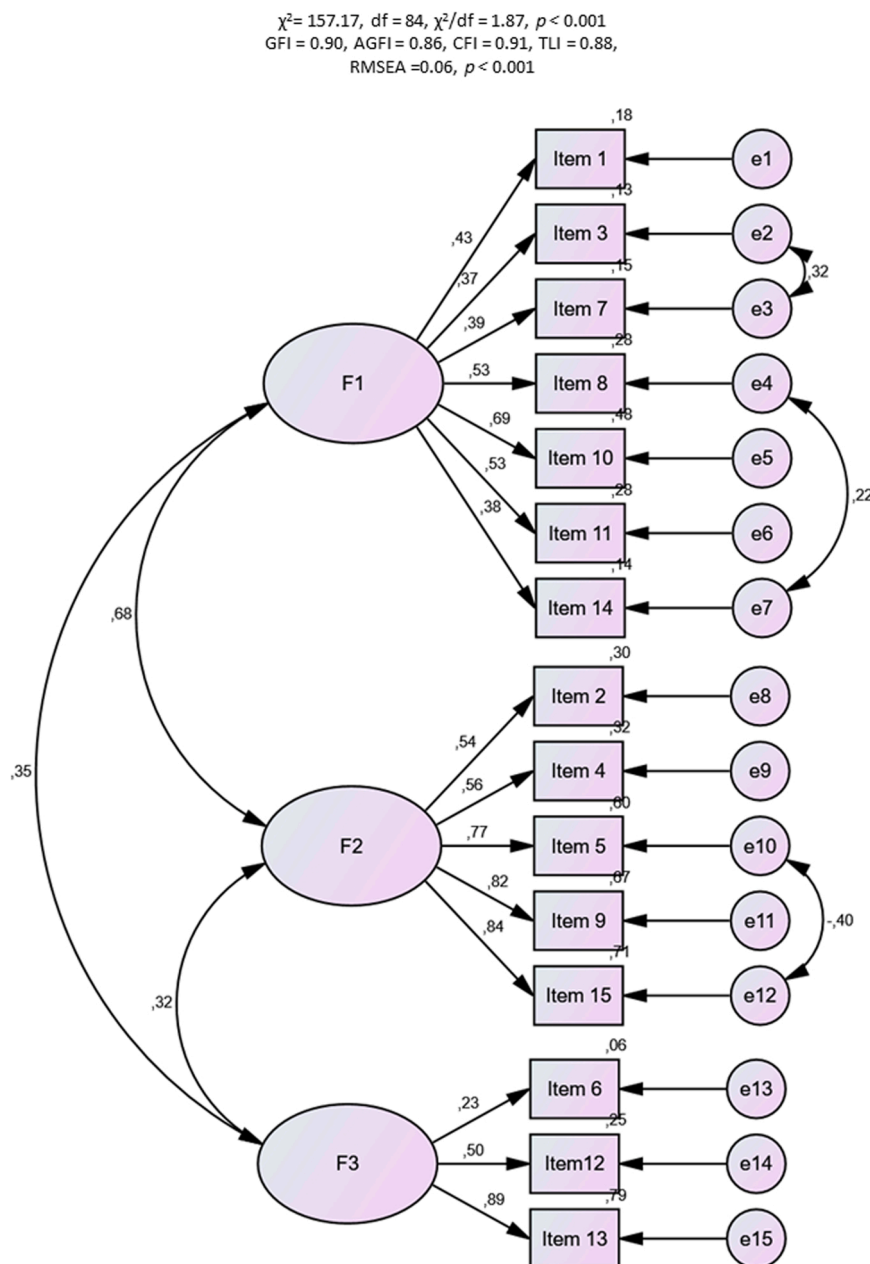 χ²= 157.17, df = 84, χ²/df = 1.87, p < 0.001
GFI = 0.90, AGFI = 0.86, CFI = 0.91, TLI = 0.88,
RMSEA =0.06, p < 0.001
,18
Item 1
e1
,43
,13
Item 3
e2
,37
,15
,32
Item 7
e3
,39
,28
F1
,53
Item 8
e4
,48
,69
Item 10
e5
,28
,22
,53
Item 11
e6
,38
,14
Item 14
e7
,68
,30
Item 2
e8
,54
,32
,35
Item 4
e9
,56
,60
F2
,77
Item 5
e10
,67
,82
Item 9
e11
-,40
,84
,71
Item 15
e12
,32
,06
Item 6
e13
,23
,25
F3
,50
Item12
e14
,79
,89
Item 13
e15